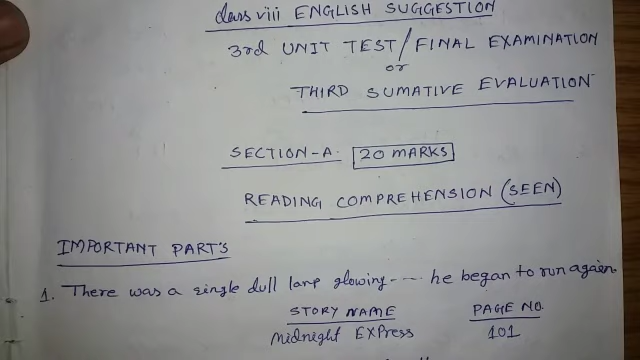 class viii ENGLISH SUGGESTION
3rd UNIT TEST/FINAL EXAMINATION
or
THIRD SUMATIVE EVALUATION
SECTION-A. 20 MARKS
READING COMPREHENSION (SEEN)
IMPORTANT PART'S
1. There was a single dull lamp glowing---- he began to run again.
STORY NAME PAGE NO.
Midnight EXPress 101